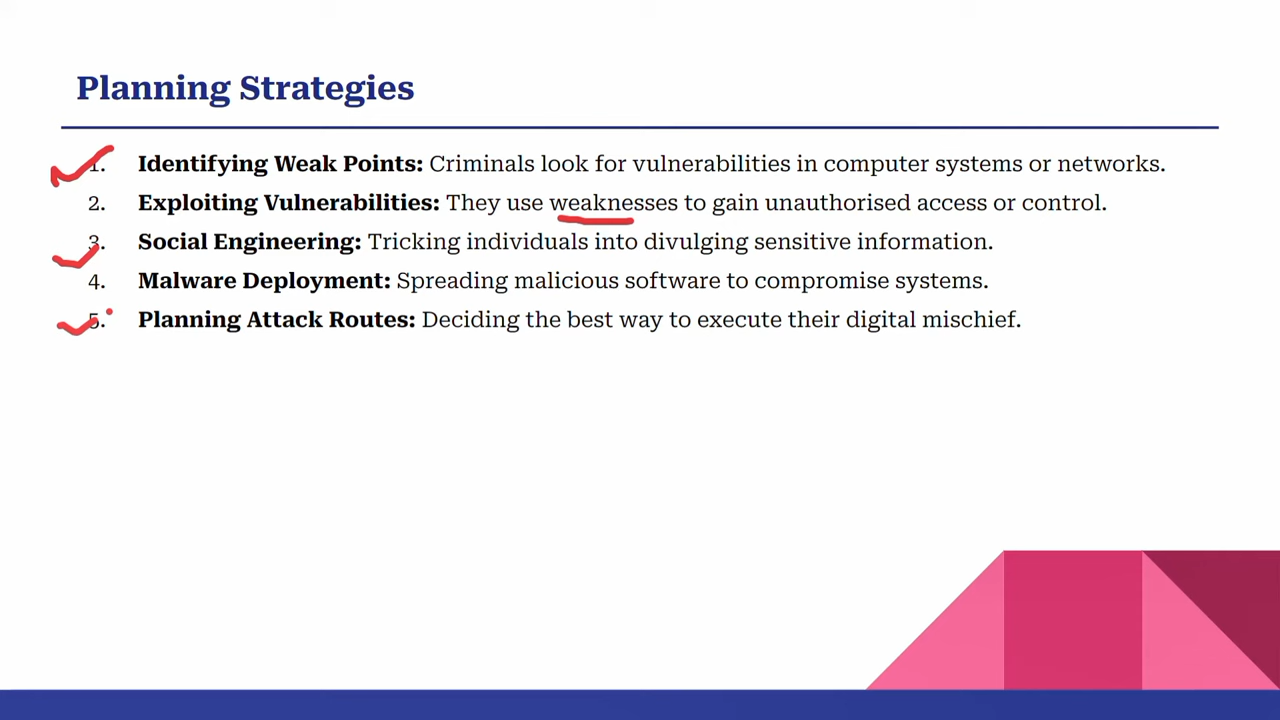 Planning Strategies
1. Identifying Weak Points: Criminals look for vulnerabilities in computer systems or networks.
2. Exploiting Vulnerabilities: They use weaknesses to gain unauthorised access or control.
3. Social Engineering: Tricking individuals into divulging sensitive information.
4. Malware Deployment: Spreading malicious software to compromise systems.
5. Planning Attack Routes: Deciding the best way to execute their digital mischief.